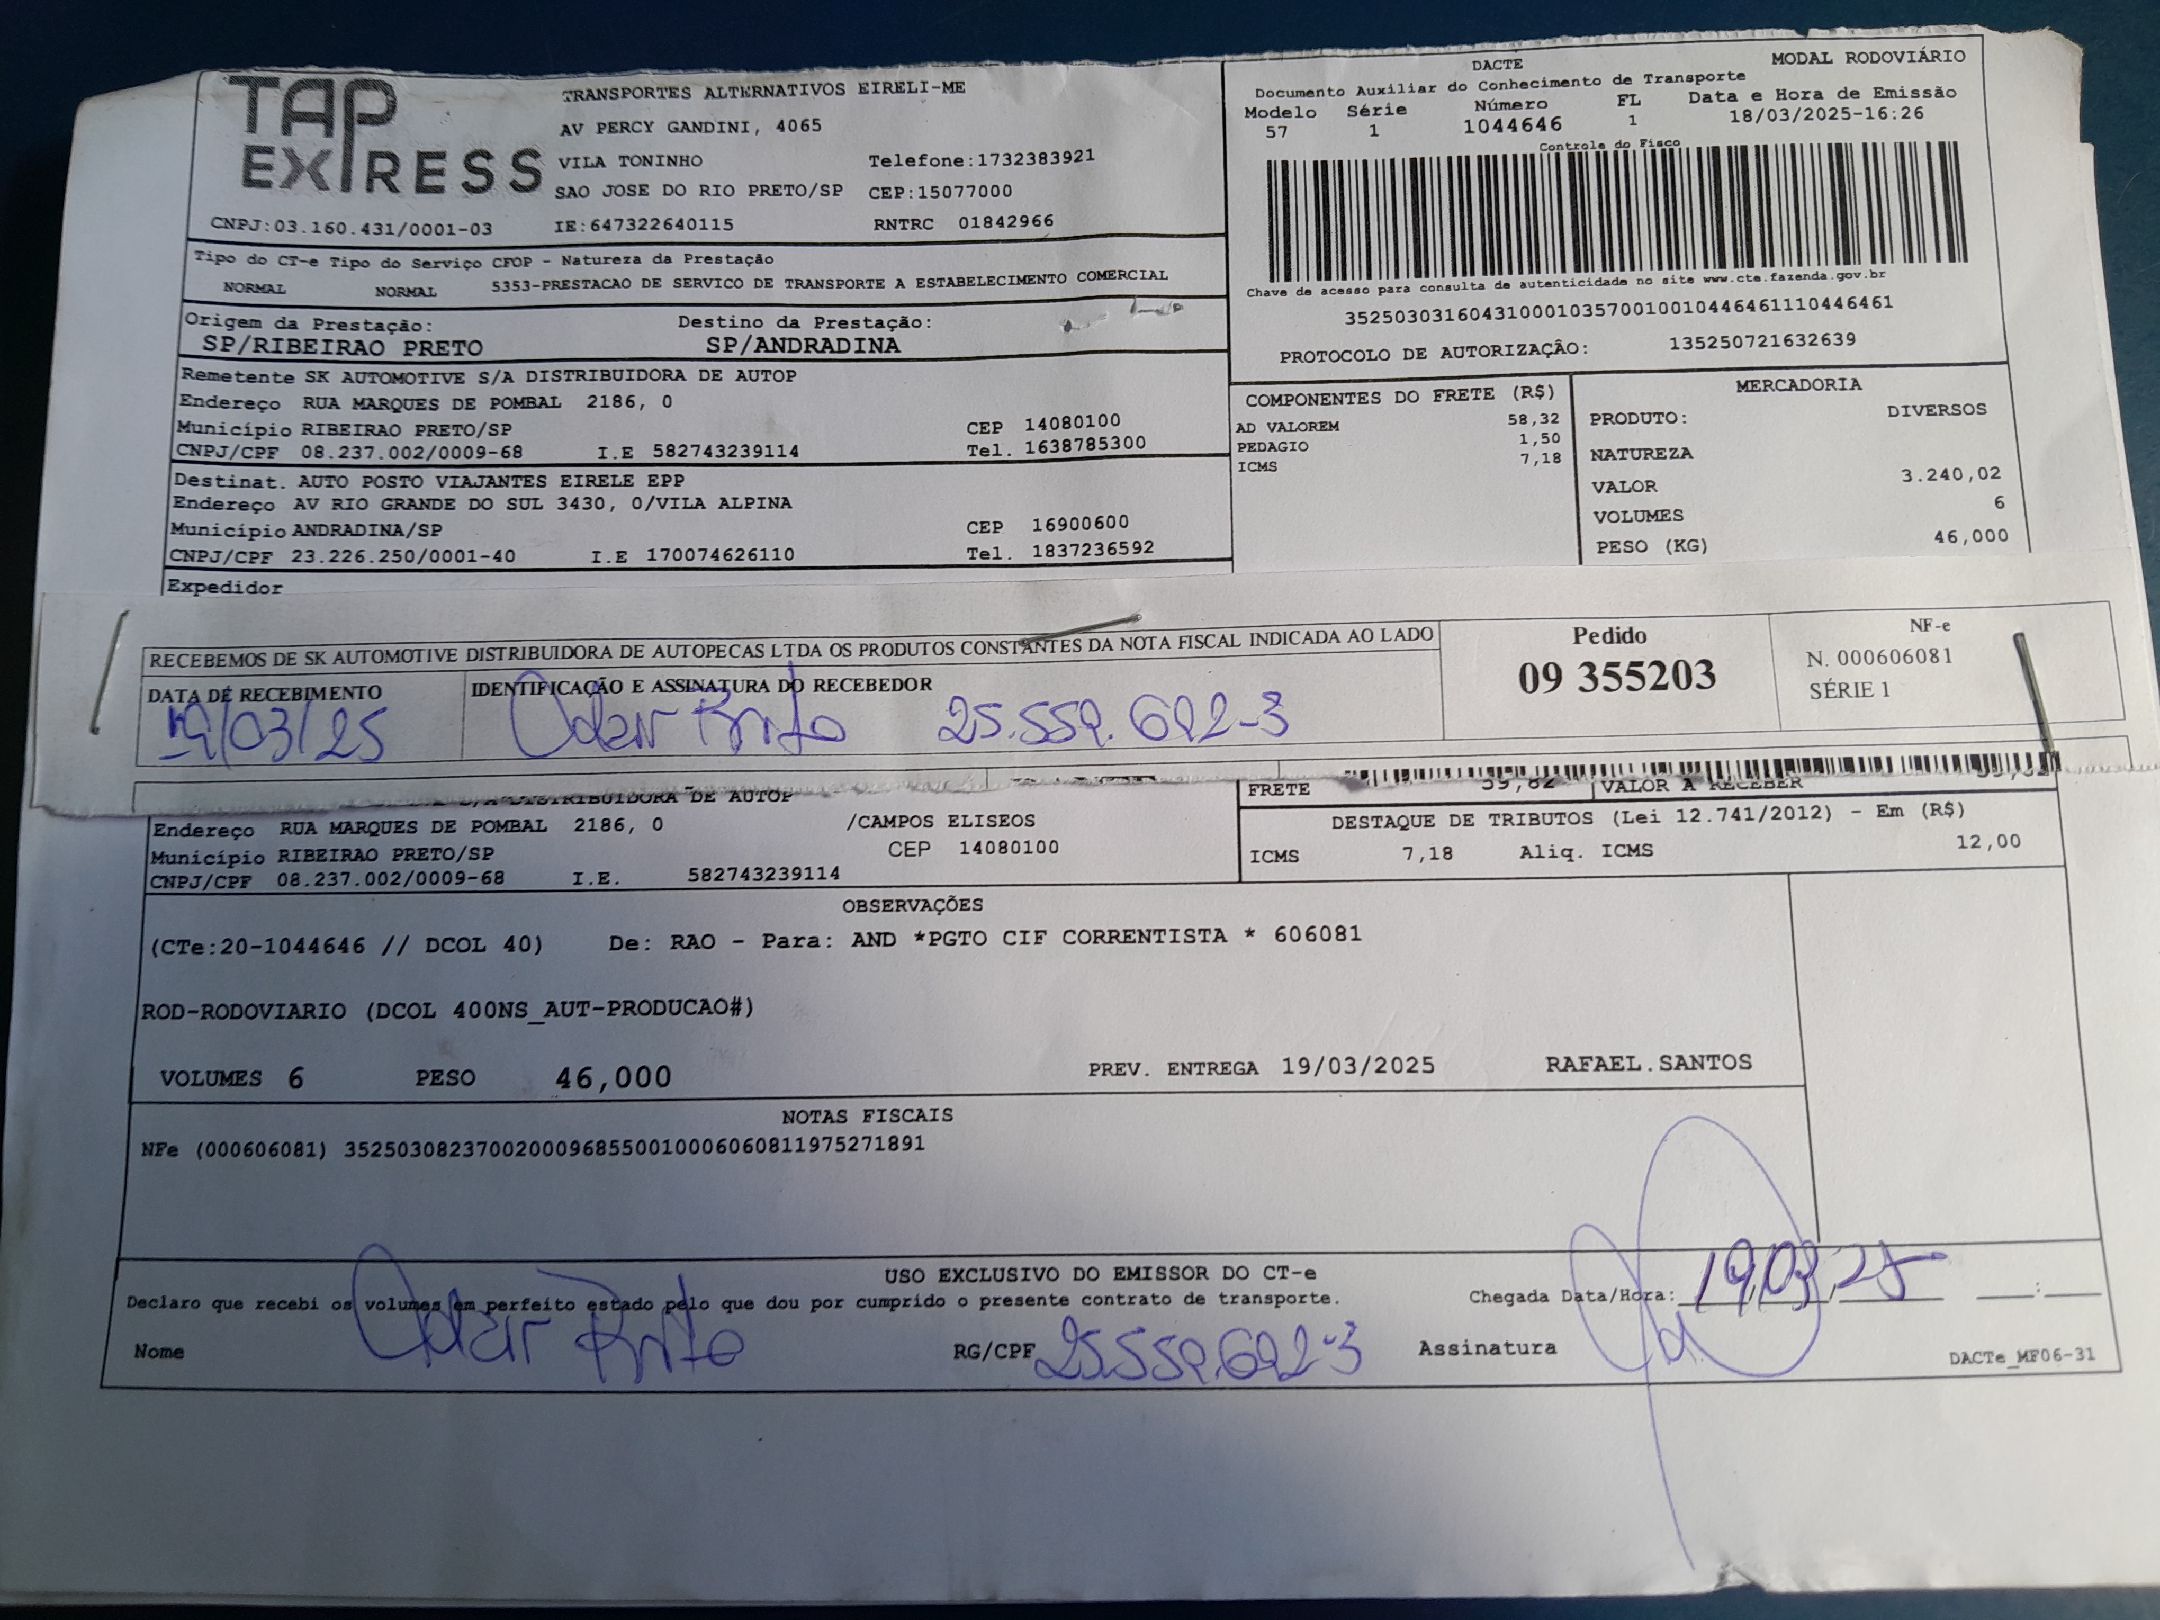 TAP EXPRESS
TRANSPORTES ALTERNATIVOS EIRELI-ME
AV PERCY GANDINI, 4065
VILA TONINHO Telefone:1732383921
SAO JOSE DO RIO PRETO/SP CEP:15077000
CNPJ:03.160.431/0001-03 IE:647322640115 RNTRC 01842966
DACTE MODAL RODOVIÁRIO
Documento Auxiliar do Conhecimento de Transporte
Modelo Série Número FL Data e Hora de Emissão
57 1 1044646 1 18/03/2025-16:26
Controle do Fisco
Chave de acesso para consulta de autenticidade no site www.cte.fazenda.gov.br
35250303160431000103570010010446461110446461
PROTOCOLO DE AUTORIZAÇÃO: 135250721632639
Tipo do CT-e Tipo do Serviço CFOP - Natureza da Prestação
NORMAL NORMAL 5353-PRESTACAO DE SERVICO DE TRANSPORTE A ESTABELECIMENTO COMERCIAL
Origem da Prestação: Destino da Prestação:
SP/RIBEIRAO PRETO SP/ANDRADINA
Remetente SK AUTOMOTIVE S/A DISTRIBUIDORA DE AUTOP
Endereço RUA MARQUES DE POMBAL 2186, 0
Município RIBEIRAO PRETO/SP CEP 14080100
CNPJ/CPF 08.237.002/0009-68 I.E 582743239114 Tel. 1638785300
Destinat. AUTO POSTO VIAJANTES EIRELE EPP
Endereço AV RIO GRANDE DO SUL 3430, 0/VILA ALPINA
Município ANDRADINA/SP CEP 16900600
CNPJ/CPF 23.226.250/0001-40 I.E 170074626110 Tel. 1837236592
Expedidor
COMPONENTES DO FRETE (R$)
AD VALOREM 58,32
PEDAGIO 1,50
ICMS 7,18
MERCADORIA
PRODUTO: DIVERSOS
NATUREZA
VALOR 3.240,02
VOLUMES 6
PESO (KG) 46,000
RECEBEMOS DE SK AUTOMOTIVE DISTRIBUIDORA DE AUTOPECAS LTDA OS PRODUTOS CONSTANTES DA NOTA FISCAL INDICADA AO LADO
DATA DE RECEBIMENTO IDENTIFICAÇÃO E ASSINATURA DO RECEBEDOR
19/03/25 Odair Brito 25.559.692-3
Pedido
09 355203
NF-e
N. 000606081
SÉRIE 1
DISTRIBUIDORA DE AUTOP
Endereço RUA MARQUES DE POMBAL 2186, 0 /CAMPOS ELISEOS
Município RIBEIRAO PRETO/SP CEP 14080100
CNPJ/CPF 08.237.002/0009-68 I.E. 582743239114
FRETE 59,82 VALOR A RECEBER
DESTAQUE DE TRIBUTOS (Lei 12.741/2012) - Em (R$)
ICMS 7,18 Aliq. ICMS 12,00
OBSERVAÇÕES
(CTe:20-1044646 // DCOL 40) De: RAO - Para: AND *PGTO CIF CORRENTISTA * 606081
ROD-RODOVIARIO (DCOL 400NS_AUT-PRODUCAO#)
VOLUMES 6 PESO 46,000 PREV. ENTREGA 19/03/2025 RAFAEL.SANTOS
NOTAS FISCAIS
NFe (000606081) 35250308237002000968550010006060811975271891
USO EXCLUSIVO DO EMISSOR DO CT-e
Declaro que recebi os volumes em perfeito estado pelo que dou por cumprido o presente contrato de transporte. Chegada Data/Hora: 19/03/25 :
Nome Odair Brito RG/CPF 25.559.692-3 Assinatura
DACTe_MF06-31